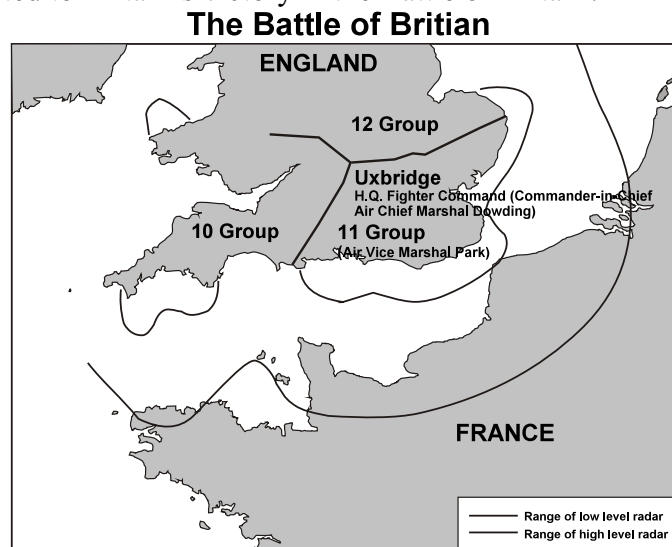 The Battle of Britian
ENGLAND
12 Group
Uxbridge
H.Q. Fighter Command (Commander-in-Chief
Air Chief Marshal Dowding)
10 Group
11 Group
(Air Vice Marshal Park)
FRANCE
Range of low level radar
Range of high level radar